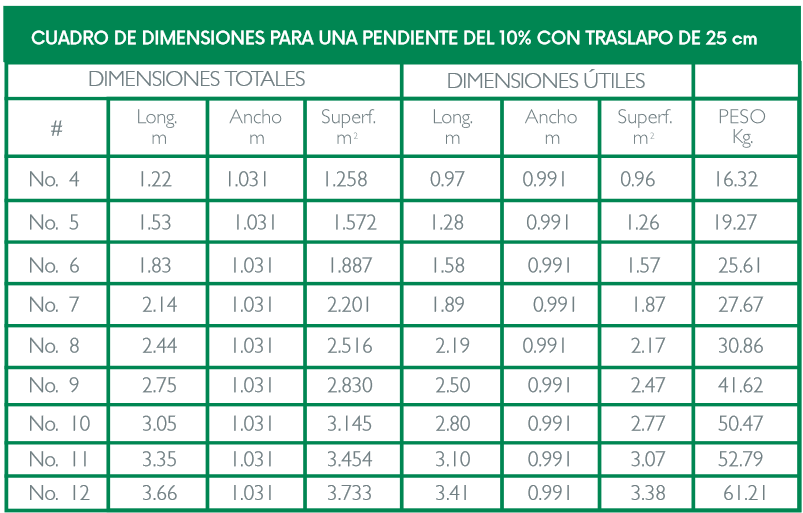 CUADRO DE DIMENSIONES PARA UNA PENDIENTE DEL 10% CON TRASLAPO DE 25 cm
DIMENSIONES TOTALES DIMENSIONES ÚTILES
# Long. m Ancho m Superf. m² Long. m Ancho m Superf. m² PESO Kg.
No. 4 1.22 1.031 1.258 0.97 0.991 0.96 16.32
No. 5 1.53 1.031 1.572 1.28 0.991 1.26 19.27
No. 6 1.83 1.031 1.887 1.58 0.991 1.57 25.61
No. 7 2.14 1.031 2.201 1.89 0.991 1.87 27.67
No. 8 2.44 1.031 2.516 2.19 0.991 2.17 30.86
No. 9 2.75 1.031 2.830 2.50 0.991 2.47 41.62
No. 10 3.05 1.031 3.145 2.80 0.991 2.77 50.47
No. 11 3.35 1.031 3.454 3.10 0.991 3.07 52.79
No. 12 3.66 1.031 3.733 3.41 0.991 3.38 61.21